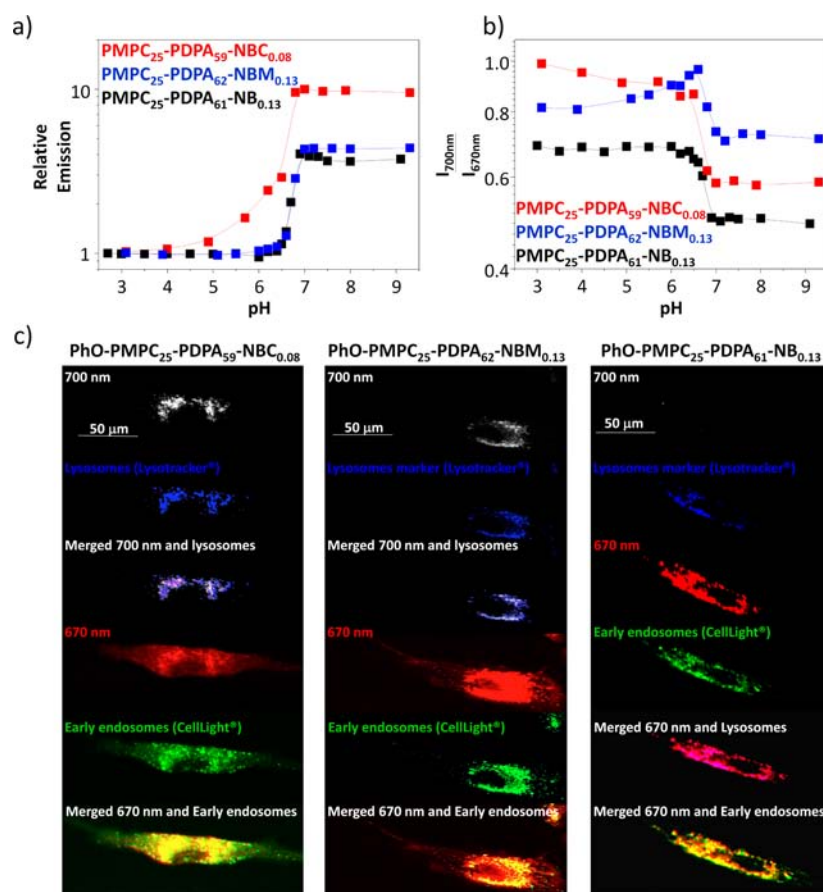 a)
PMPC25-PDPA59-NBC0.08
PMPC25-PDPA62-NBM0.13
PMPC25-PDPA61-NB0.13
10
1
Relative
Emission
3 4 5 6 7 8 9
pH
b)
1.0
0.8
0.6
0.4
I700nm
I670nm
PMPC25-PDPA59-NBC0.08
PMPC25-PDPA62-NBM0.13
PMPC25-PDPA61-NB0.13
3 4 5 6 7 8 9
pH
c)
PhO-PMPC25-PDPA59-NBC0.08
700 nm
50 μm
Lysosomes (Lysotracker®)
Merged 700 nm and lysosomes
670 nm
Early endosomes (CellLight®)
Merged 670 nm and Early endosomes
PhO-PMPC25-PDPA62-NBM0.13
700 nm
50 μm
Lysosomes marker (Lysotracker®)
Merged 700 nm and lysosomes
670 nm
Early endosomes (CellLight®)
Merged 670 nm and Early endosomes
PhO-PMPC25-PDPA61-NB0.13
700 nm
50 μm
Lysosomes marker (Lysotracker®)
670 nm
Early endosomes (CellLight®)
Merged 670 nm and Lysosomes
Merged 670 nm and Early endosomes